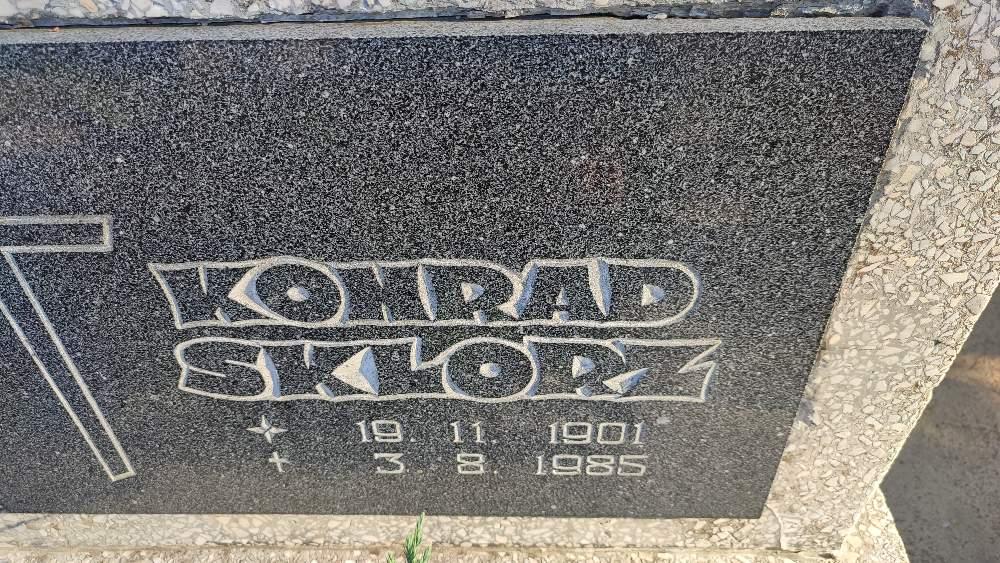 KONRAD
SKLORZ
19. 11. 1901
3. 8. 1985